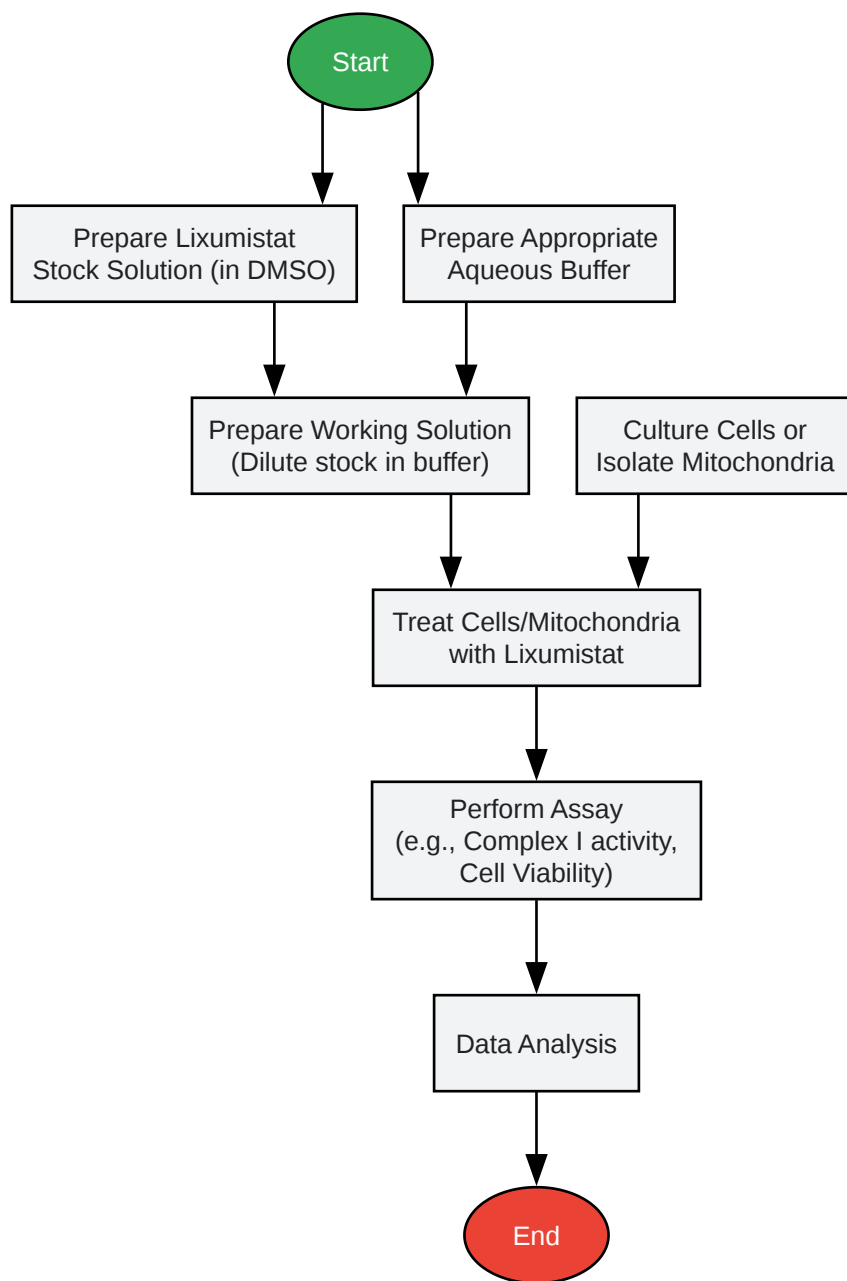 Start
Prepare Lixumistat
Stock Solution (in DMSO)
Prepare Appropriate
Aqueous Buffer
Prepare Working Solution
(Dilute stock in buffer)
Culture Cells or
Isolate Mitochondria
Treat Cells/Mitochondria
with Lixumistat
Perform Assay
(e.g., Complex I activity,
Cell Viability)
Data Analysis
End